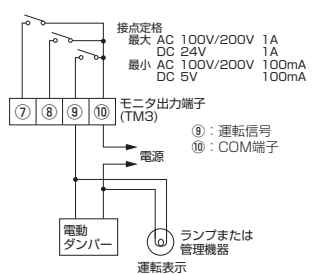 接点定格
最大 AC 100V/200V 1A
DC 24V 1A
最小 AC 100V/200V 100mA
DC 5V 100mA
⑦ ⑧ ⑨ ⑩
モニタ出力端子
(TM3)
⑨：運転信号
⑩：COM端子
電源
電動
ダンパー
ランプまたは
管理機器
運転表示